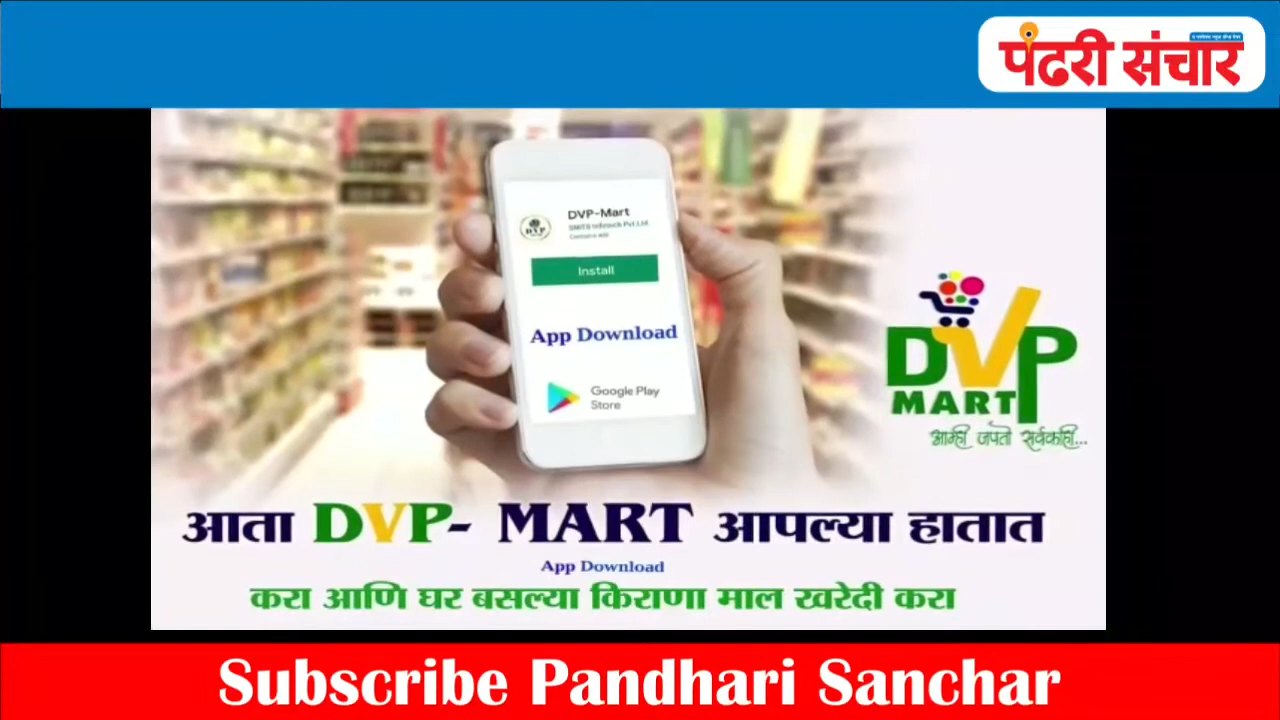 पंढरी संचार
DVP-Mart
Install
App Download
Google Play
Store
DVP
DVP
MART
आम्ही जपतो सर्वकाही...
आता DVP- MART आपल्या हातात
App Download
करा आणि घर बसल्या किराणा माल खरेदी करा
Subscribe Pandhari Sanchar